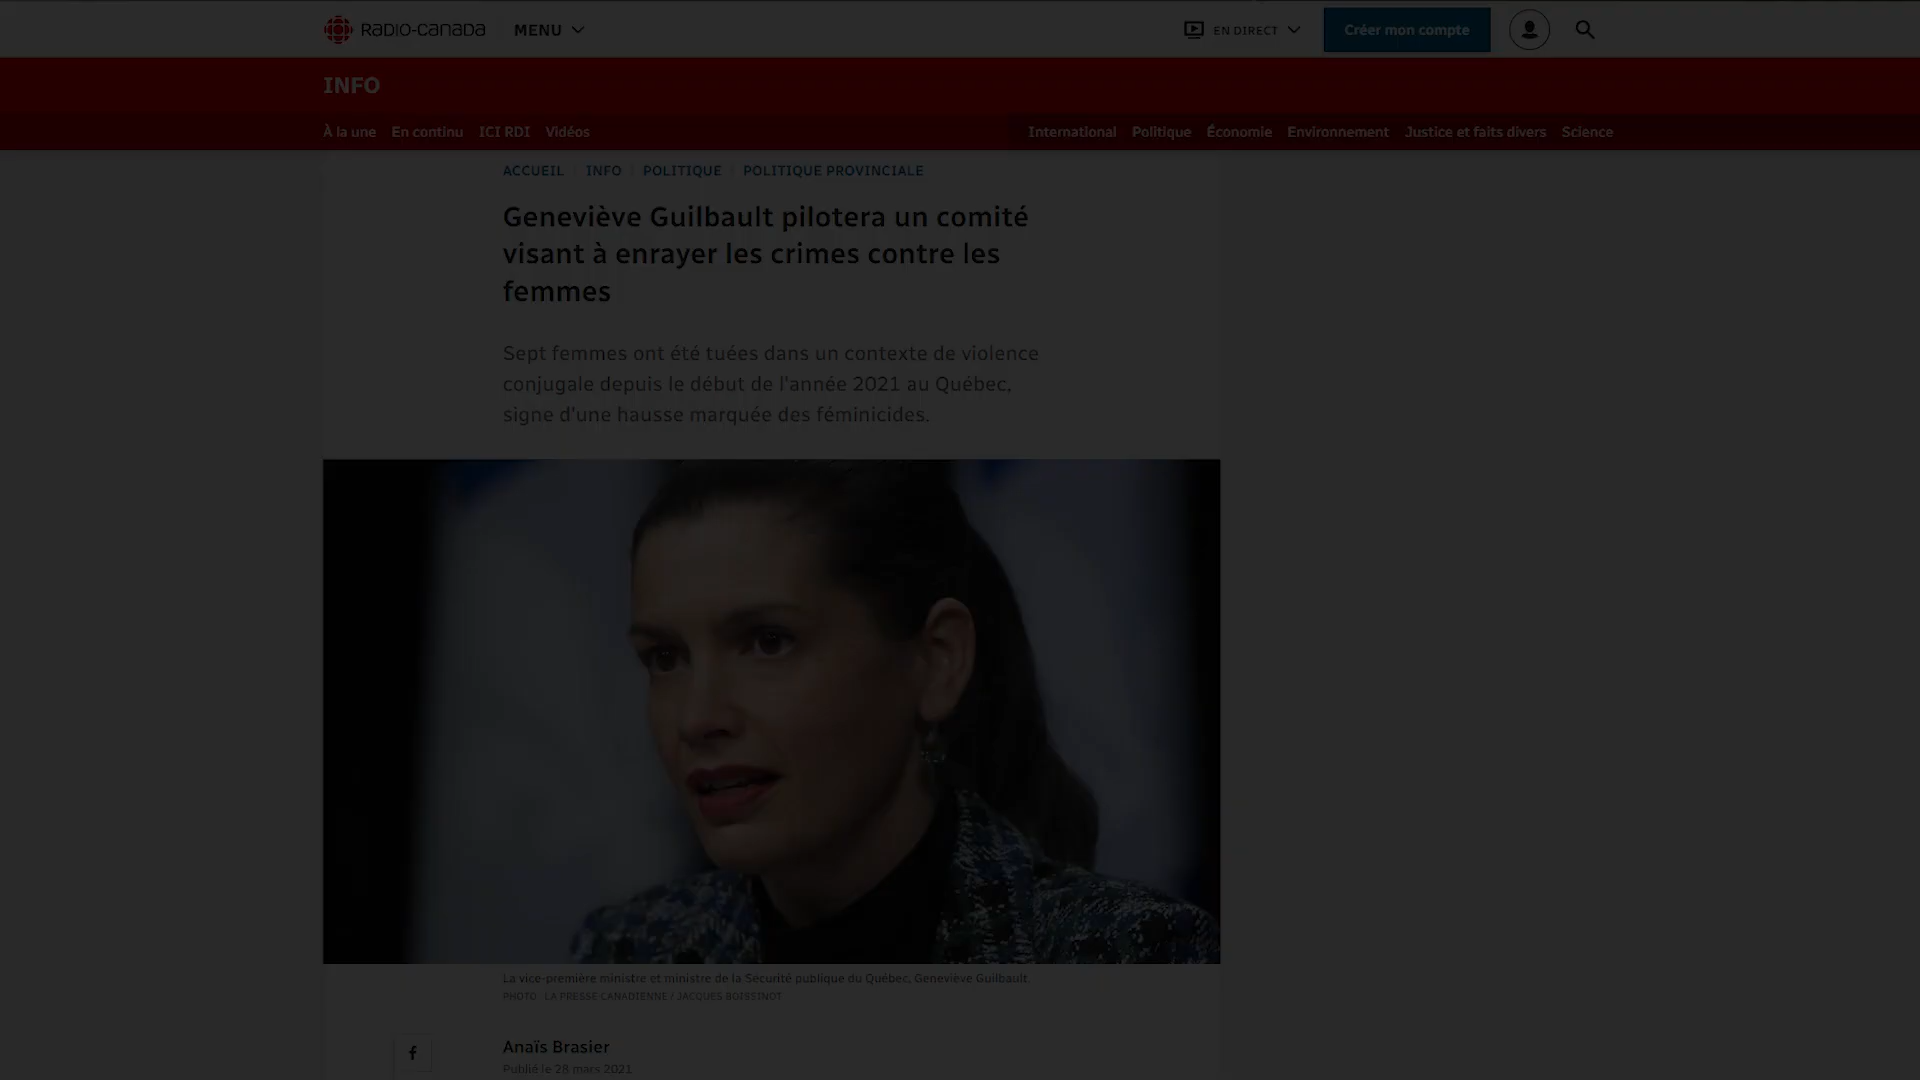 RADIO-CANADA MENU EN DIRECT Créer mon compte
INFO
À la une En continu ICI RDI Vidéos International Politique Économie Environnement Justice et faits divers Science
ACCUEIL INFO POLITIQUE POLITIQUE PROVINCIALE
Geneviève Guilbault pilotera un comité
visant à enrayer les crimes contre les
femmes
Sept femmes ont été tuées dans un contexte de violence
conjugale depuis le début de l'année 2021 au Québec,
signe d'une hausse marquée des féminicides.
La vice-première ministre et ministre de la Sécurité publique du Québec, Geneviève Guilbault.
PHOTO : LA PRESSE CANADIENNE / JACQUES BOISSINOT
Anaïs Brasier
Publié le 28 mars 2021